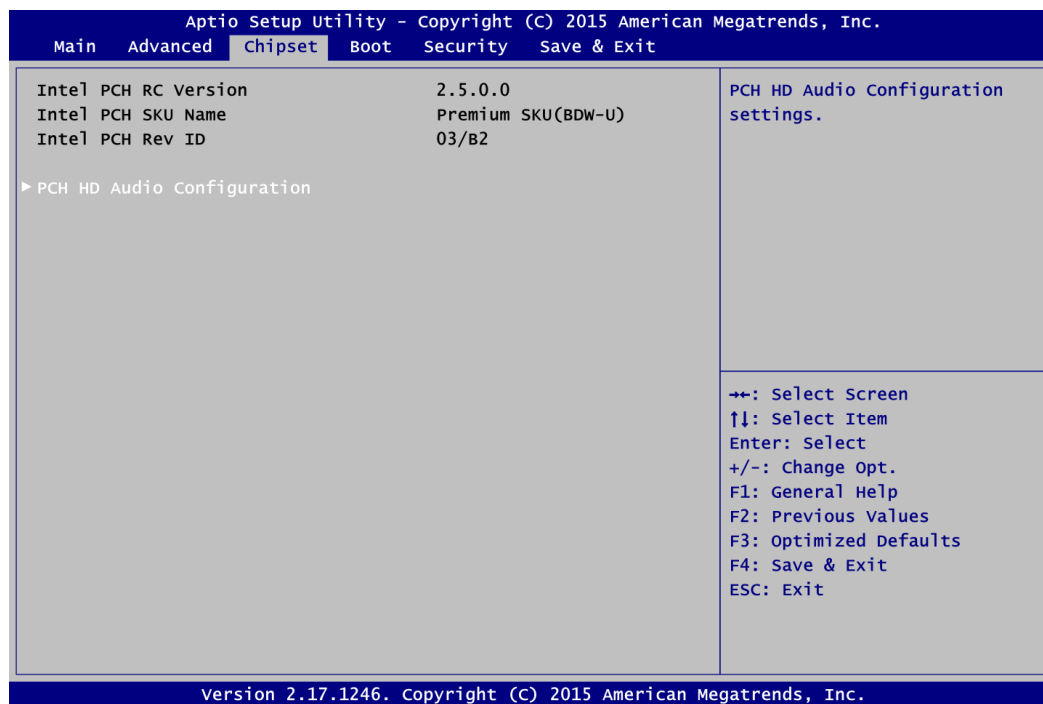 Aptio Setup Utility – Copyright (C) 2015 American Megatrends, Inc.
Main Advanced Chipset Boot Security Save & Exit
Intel PCH RC Version 2.5.0.0
Intel PCH SKU Name Premium SKU(BDW-U)
Intel PCH Rev ID 03/B2
▶ PCH HD Audio Configuration
PCH HD Audio Configuration
settings.
→←: Select Screen
↑↓: Select Item
Enter: Select
+/-: Change Opt.
F1: General Help
F2: Previous Values
F3: Optimized Defaults
F4: Save & Exit
ESC: Exit
Version 2.17.1246. Copyright (C) 2015 American Megatrends, Inc.